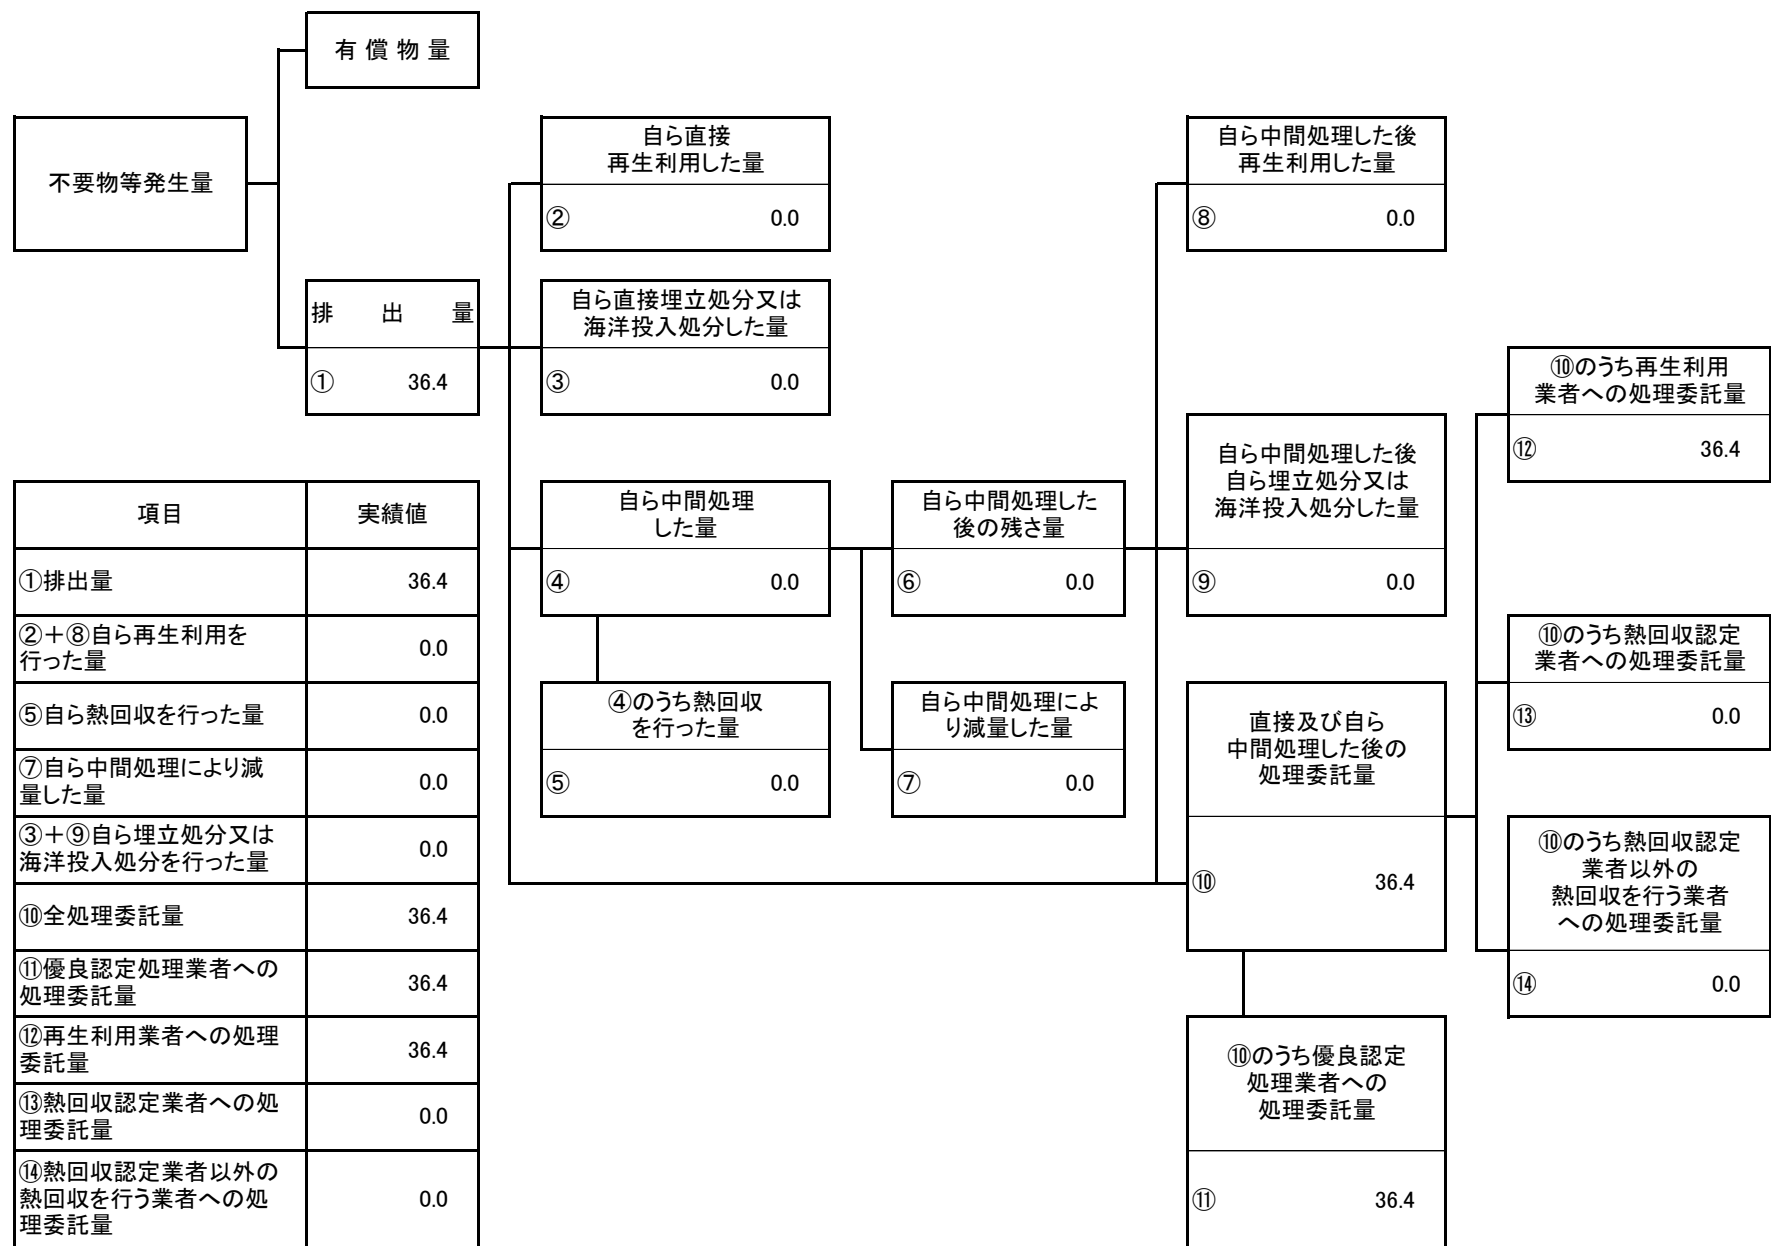 有償物量
不要物等発生量
排出量
① 36.4
自ら直接
再生利用した量
② 0.0
自ら直接埋立処分又は
海洋投入処分した量
③ 0.0
自ら中間処理
した量
④ 0.0
④のうち熱回収
を行った量
⑤ 0.0
自ら中間処理した
後の残さ量
⑥ 0.0
自ら中間処理によ
り減量した量
⑦ 0.0
自ら中間処理した後
再生利用した量
⑧ 0.0
自ら中間処理した後
自ら埋立処分又は
海洋投入処分した量
⑨ 0.0
直接及び自ら
中間処理した後の
処理委託量
⑩ 36.4
⑩のうち優良認定
処理業者への
処理委託量
⑪ 36.4
⑩のうち再生利用
業者への処理委託量
⑫ 36.4
⑩のうち熱回収認定
業者への処理委託量
⑬ 0.0
⑩のうち熱回収認定
業者以外の
熱回収を行う業者
への処理委託量
⑭ 0.0
項目 実績値
①排出量 36.4
②＋⑧自ら再生利用を
行った量 0.0
⑤自ら熱回収を行った量 0.0
⑦自ら中間処理により減
量した量 0.0
③＋⑨自ら埋立処分又は
海洋投入処分を行った量 0.0
⑩全処理委託量 36.4
⑪優良認定処理業者への
処理委託量 36.4
⑫再生利用業者への処理
委託量 36.4
⑬熱回収認定業者への処
理委託量 0.0
⑭熱回収認定業者以外の
熱回収を行う業者への処
理委託量 0.0